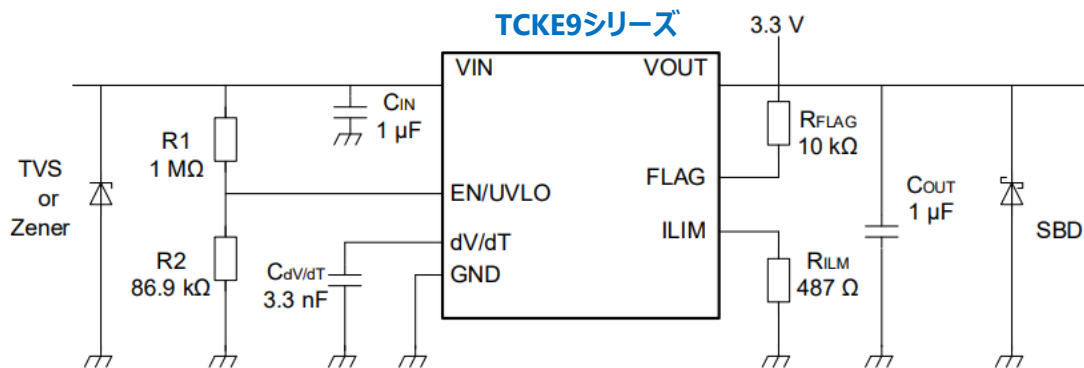 TCKE9シリーズ
3.3 V
VIN
VOUT
CIN
1 µF
R1
1 MΩ
RFLAG
10 kΩ
TVS
or
Zener
EN/UVLO
FLAG
COUT
1 µF
ILIM
SBD
dV/dT
R2
86.9 kΩ
CdV/dT
3.3 nF
GND
RILM
487 Ω